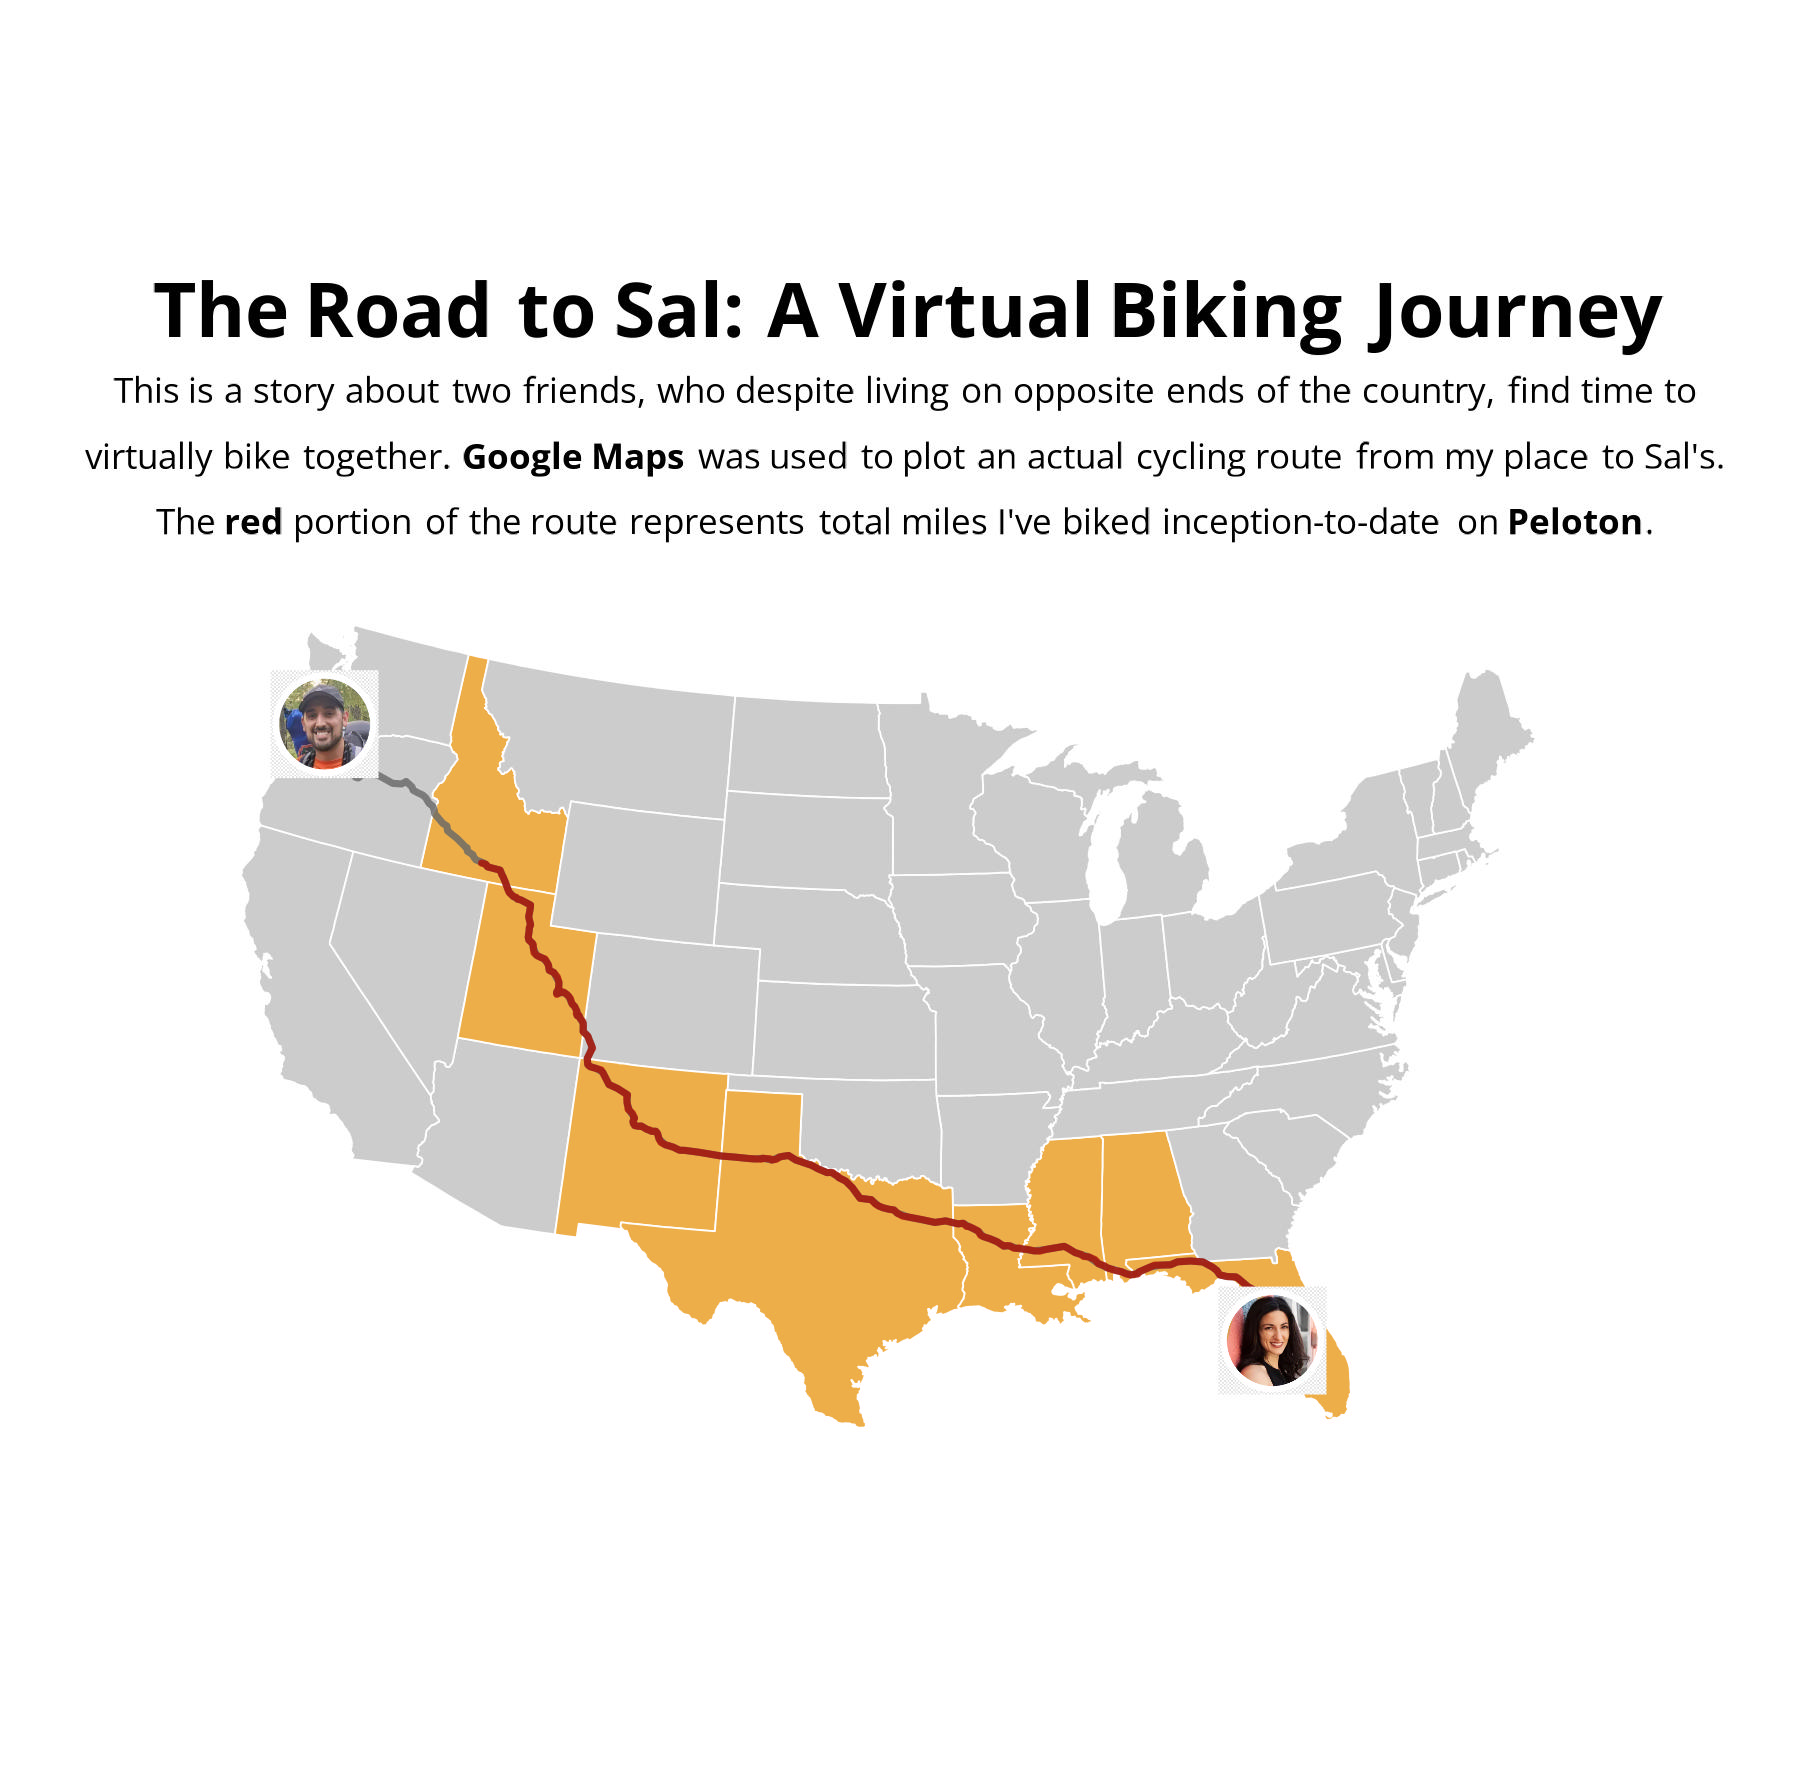 The Road to Sal: A Virtual Biking Journey
This is a story about two friends, who despite living on opposite ends of the country, find time to
virtually bike together. Google Maps was used to plot an actual cycling route from my place to Sal's.
The red portion of the route represents total miles I've biked inception-to-date on Peloton.